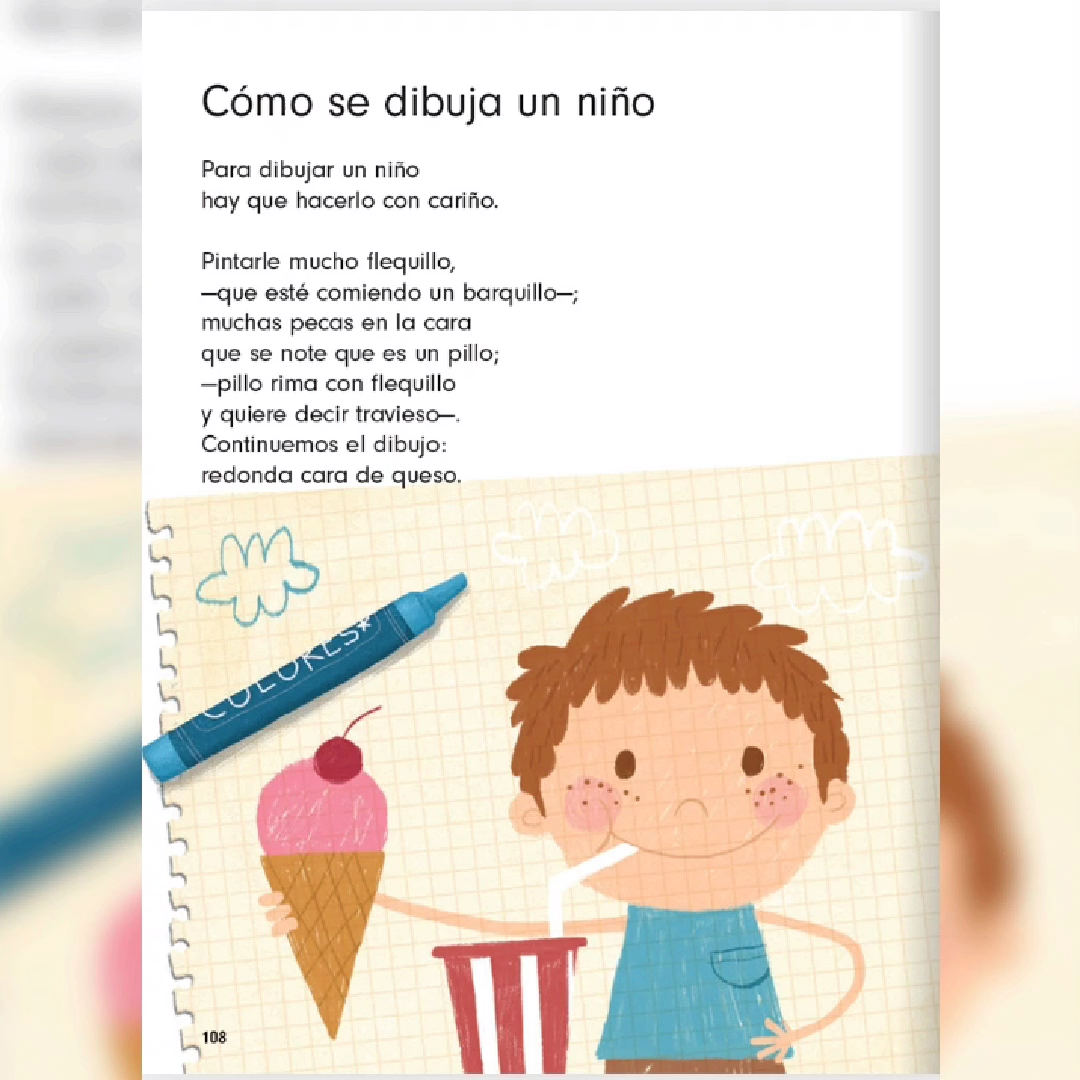 Cómo se dibuja un niño
Para dibujar un niño
hay que hacerlo con cariño.
Pintarle mucho flequillo,
—que esté comiendo un barquillo—;
muchas pecas en la cara
que se note que es un pillo;
—pillo rima con flequillo
y quiere decir travieso—.
Continuemos el dibujo:
redonda cara de queso.
COLORES*
108